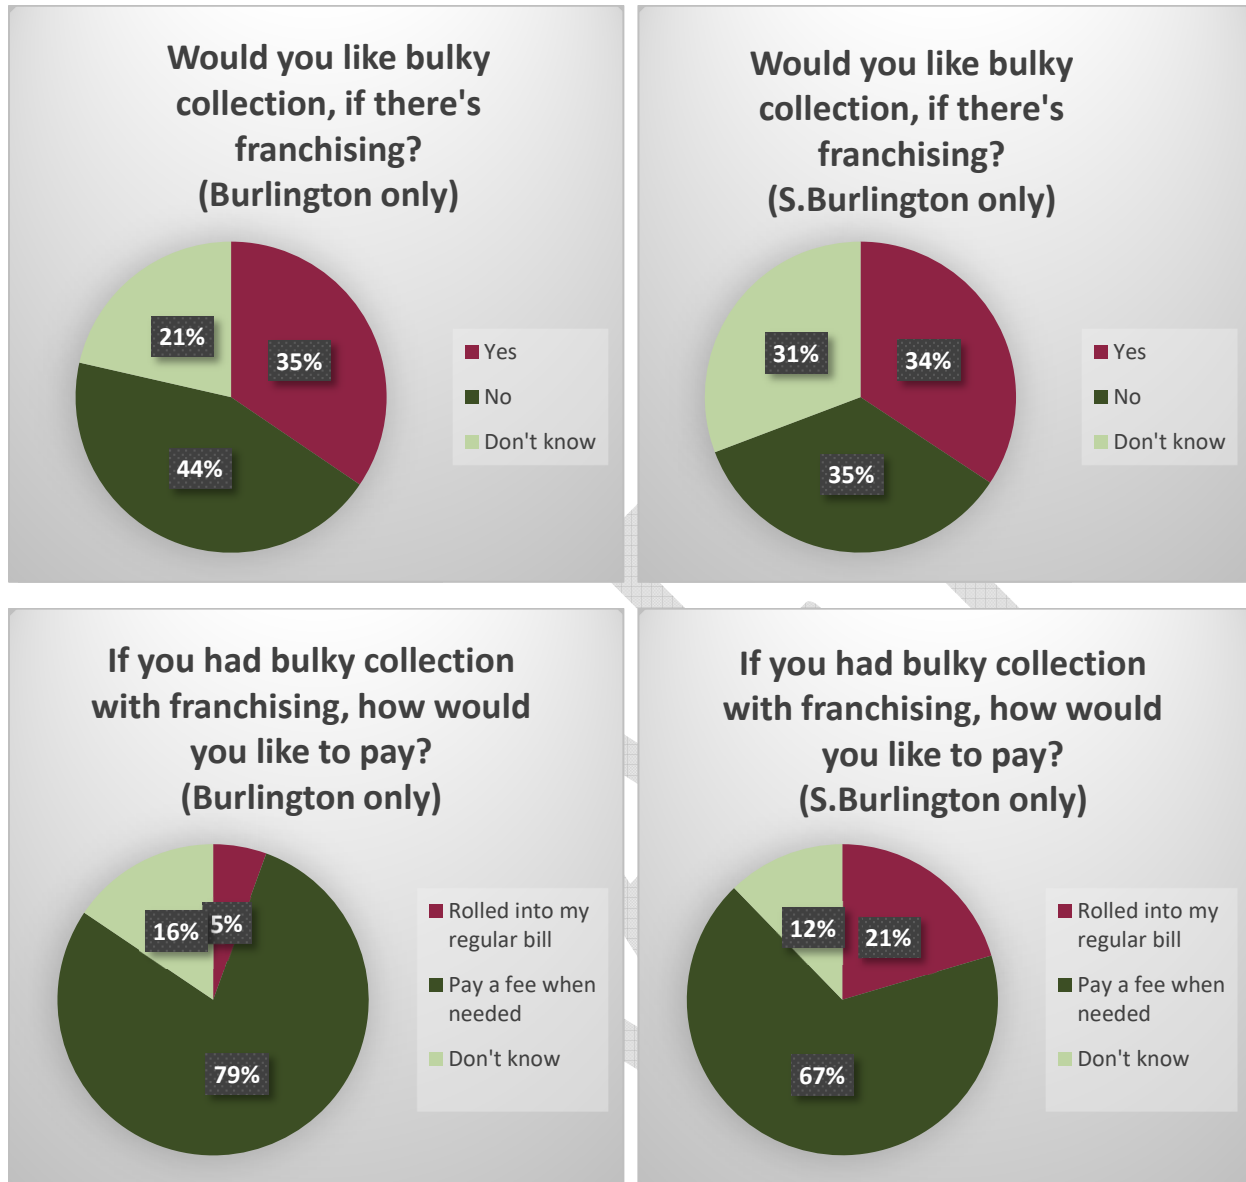 Would you like bulky
collection, if there's
franchising?
(Burlington only)
21%
35%
44%
Yes
No
Don't know
Would you like bulky
collection, if there's
franchising?
(S.Burlington only)
31%
34%
35%
Yes
No
Don't know
If you had bulky collection
with franchising, how would
you like to pay?
(Burlington only)
16%
5%
79%
Rolled into my
regular bill
Pay a fee when
needed
Don't know
If you had bulky collection
with franchising, how would
you like to pay?
(S.Burlington only)
12%
21%
67%
Rolled into my
regular bill
Pay a fee when
needed
Don't know